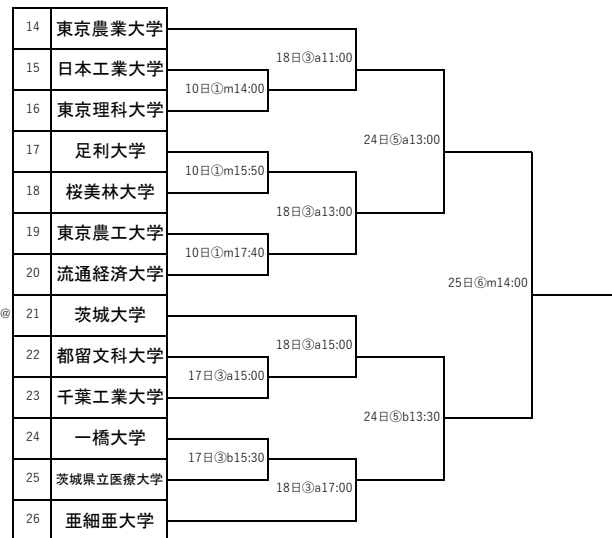 14 東京農業大学
18日③a11:00
15 日本工業大学
10日①m14:00
16 東京理科大学
24日⑤a13:00
17 足利大学
10日①m15:50
18 桜美林大学
18日③a13:00
19 東京農工大学
10日①m17:40
20 流通経済大学
25日⑥m14:00
@ 21 茨城大学
18日③a15:00
22 都留文科大学
17日③a15:00
23 千葉工業大学
24日⑤b13:30
24 一橋大学
17日③b15:30
25 茨城県立医療大学
18日③a17:00
26 亜細亜大学